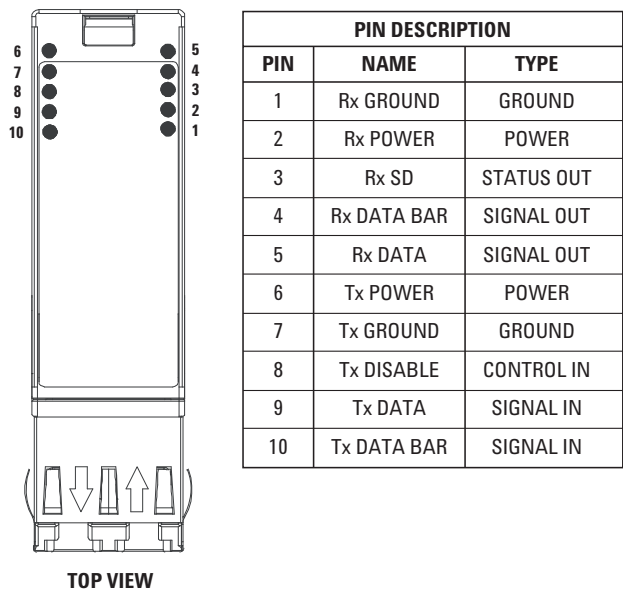 6 5
7 4
8 3
9 2
10 1
TOP VIEW
PIN DESCRIPTION
PIN NAME TYPE
1 Rx GROUND GROUND
2 Rx POWER POWER
3 Rx SD STATUS OUT
4 Rx DATA BAR SIGNAL OUT
5 Rx DATA SIGNAL OUT
6 Tx POWER POWER
7 Tx GROUND GROUND
8 Tx DISABLE CONTROL IN
9 Tx DATA SIGNAL IN
10 Tx DATA BAR SIGNAL IN